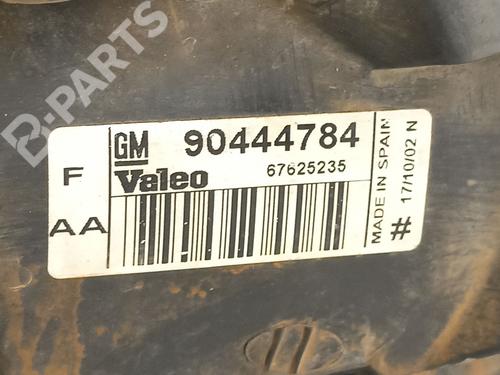 B-PARTS
GM 90444784
F Valeo 67625235
AA
MADE IN SPAIN
# 17/10/02 N